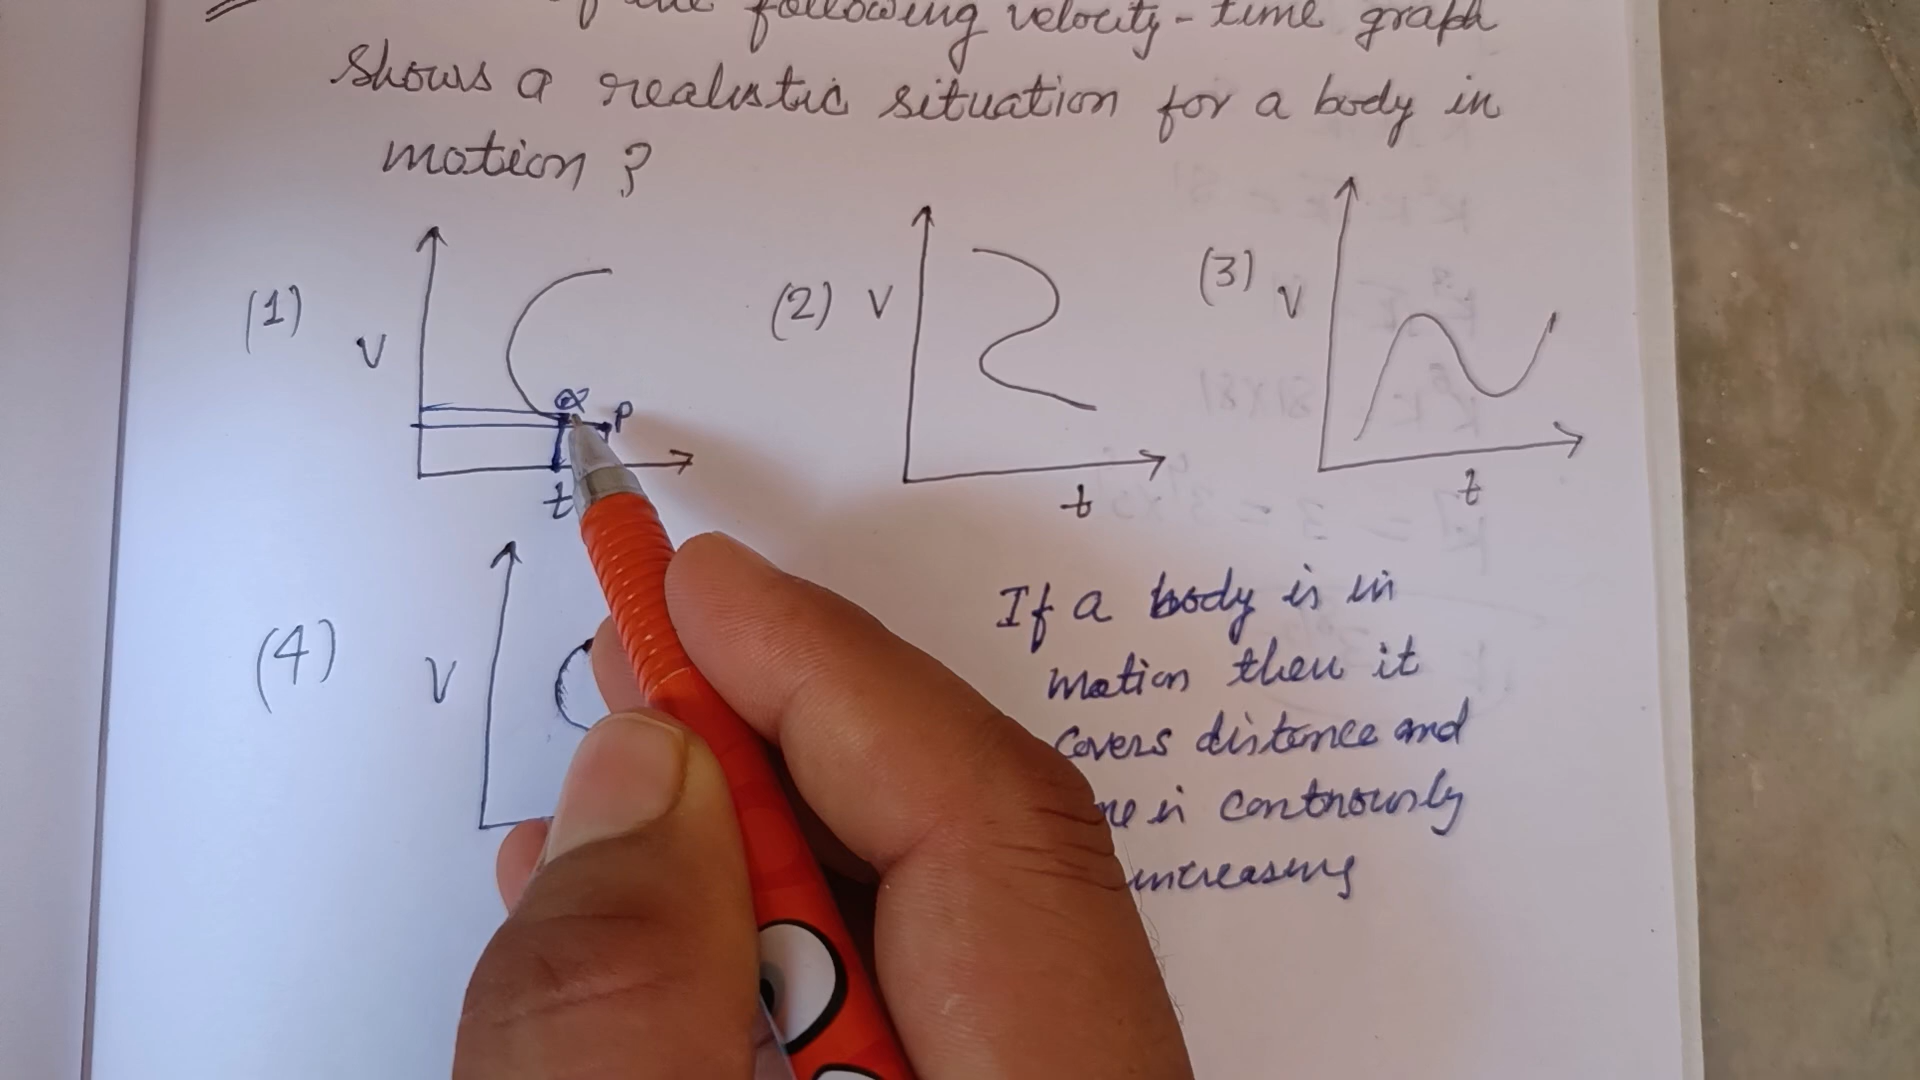 following velocity-time graph
shows a realistic situation for a body in
motion ?
(1)
V
α
P
t
(2)
V
t
(3)
V
t
(4)
V
If a body is in
motion then it
covers distance and
is
increasing